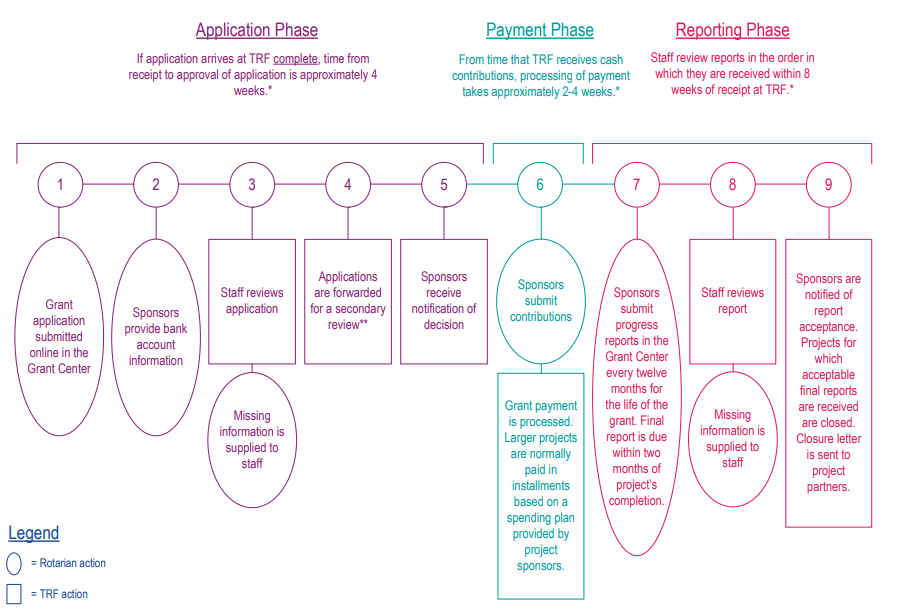 Application Phase
If application arrives at TRF complete, time from
receipt to approval of application is approximately 4
weeks.*
Payment Phase
From time that TRF receives cash
contributions, processing of payment
takes approximately 2-4 weeks.*
Reporting Phase
Staff review reports in the order in
which they are received within 8
weeks of receipt at TRF.*
1
2
3
4
5
6
7
8
9
Grant
application
submitted
online in the
Grant Center
Sponsors
provide bank
account
information
Staff reviews
application
Missing
information is
supplied to
staff
Applications
are forwarded
for a secondary
review**
Sponsors
receive
notification of
decision
Sponsors
submit
contributions
Grant payment
is processed.
Larger projects
are normally
paid in
installments
based on a
spending plan
provided by
project
sponsors.
Sponsors
submit
progress
reports in the
Grant Center
every twelve
months for
the life of the
grant. Final
report is due
within two
months of
project's
completion.
Staff reviews
report
Missing
information is
supplied to
staff
Sponsors are
notified of
report
acceptance.
Projects for
which
acceptable
final reports
are received
are closed.
Closure letter
is sent to
project
partners.
Legend
= Rotarian action
= TRF action